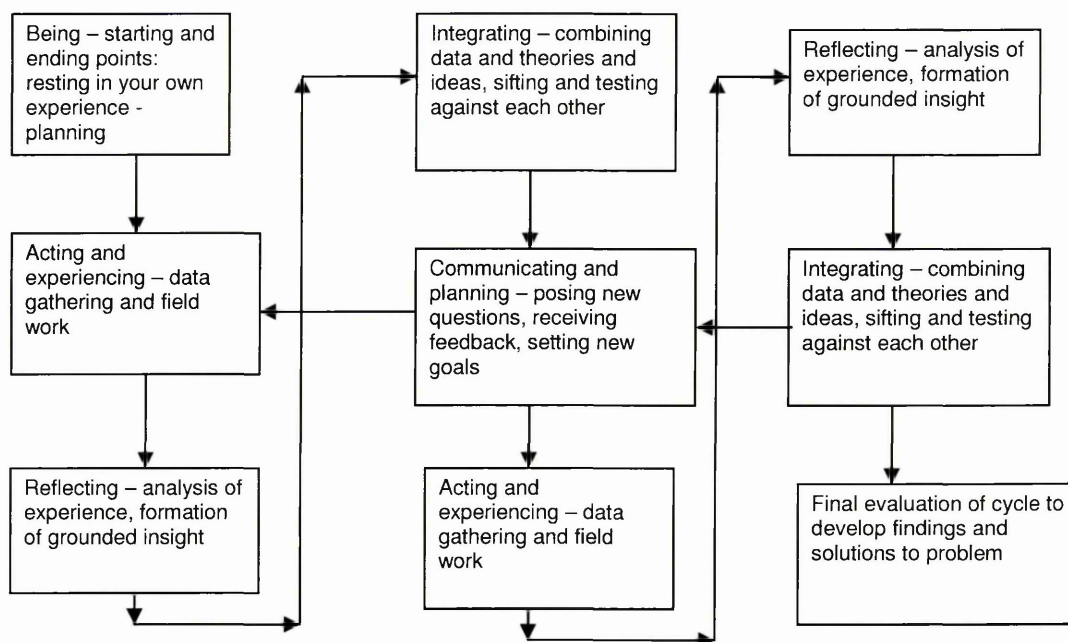 Being – starting and
ending points:
resting in your own
experience -
planning
Acting and
experiencing – data
gathering and field
work
Reflecting – analysis of
experience, formation
of grounded insight
Integrating – combining
data and theories and
ideas, sifting and testing
against each other
Communicating and
planning – posing new
questions, receiving
feedback, setting new
goals
Acting and
experiencing – data
gathering and field
work
Reflecting – analysis of
experience, formation
of grounded insight
Integrating – combining
data and theories and
ideas, sifting and testing
against each other
Final evaluation of cycle to
develop findings and
solutions to problem